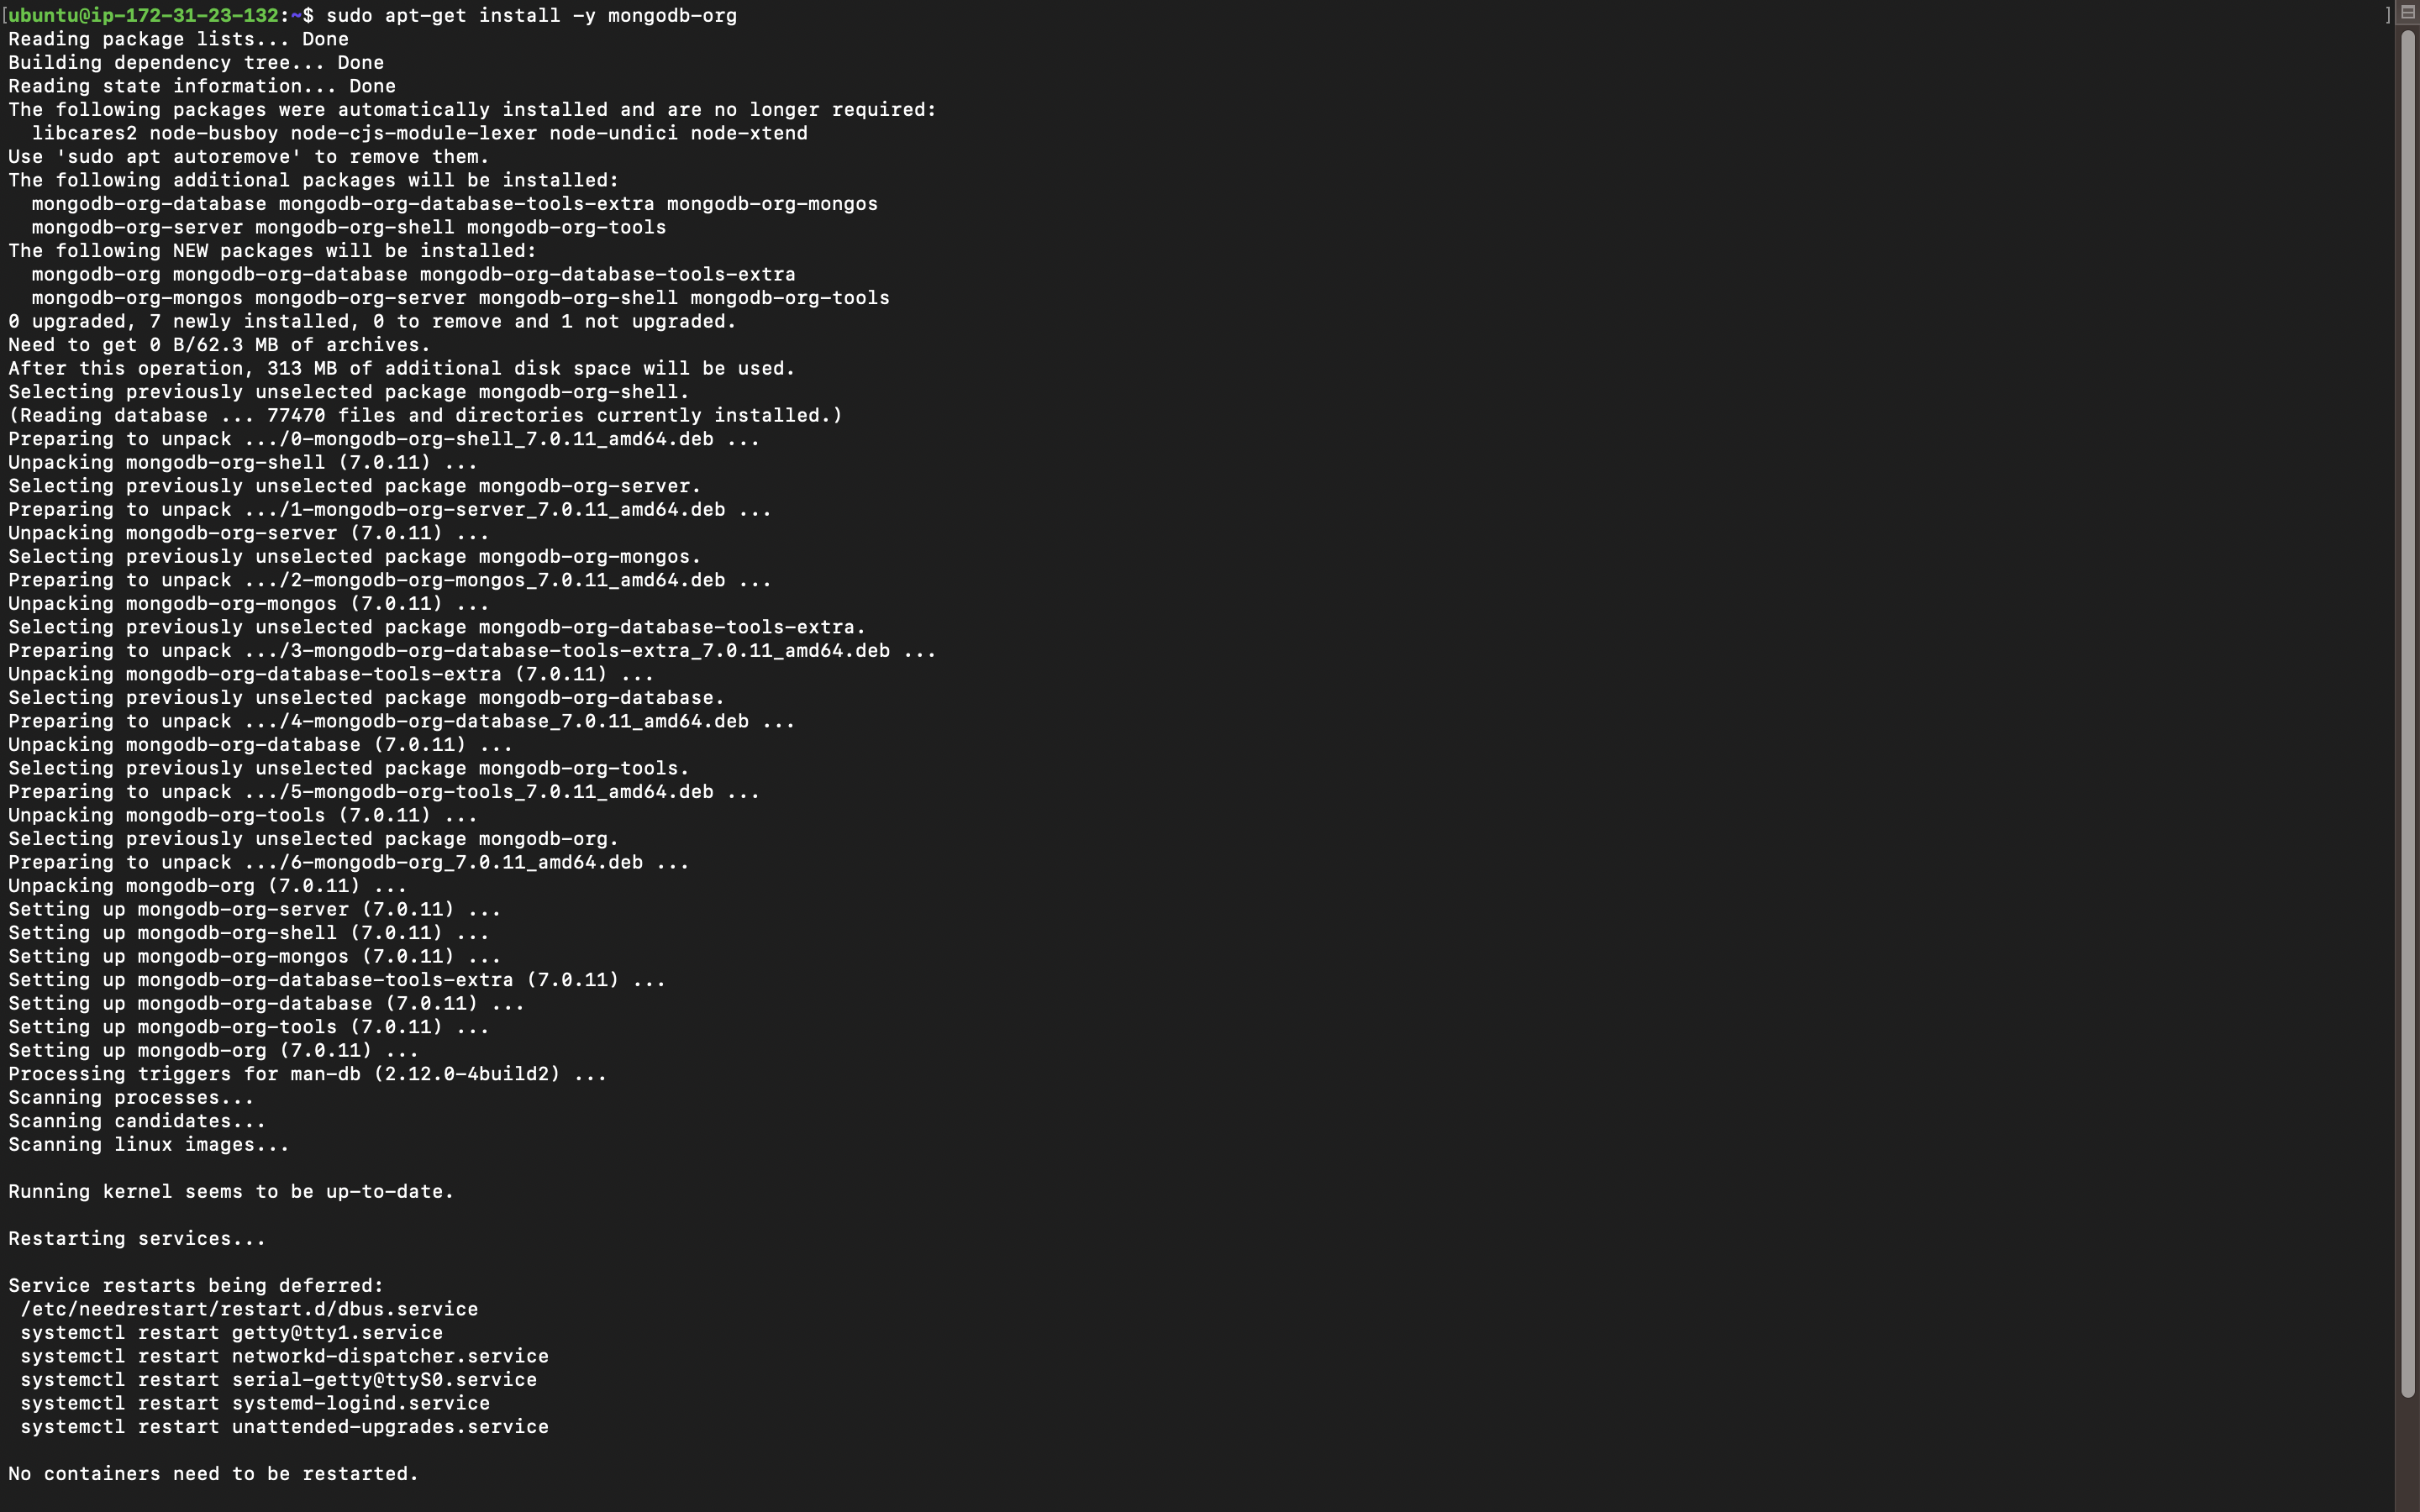 [ubuntu@ip-172-31-23-132:~$ sudo apt-get install -y mongodb-org ]
Reading package lists... Done
Building dependency tree... Done
Reading state information... Done
The following packages were automatically installed and are no longer required:
  libcares2 node-busboy node-cjs-module-lexer node-undici node-xtend
Use 'sudo apt autoremove' to remove them.
The following additional packages will be installed:
  mongodb-org-database mongodb-org-database-tools-extra mongodb-org-mongos
  mongodb-org-server mongodb-org-shell mongodb-org-tools
The following NEW packages will be installed:
  mongodb-org mongodb-org-database mongodb-org-database-tools-extra
  mongodb-org-mongos mongodb-org-server mongodb-org-shell mongodb-org-tools
0 upgraded, 7 newly installed, 0 to remove and 1 not upgraded.
Need to get 0 B/62.3 MB of archives.
After this operation, 313 MB of additional disk space will be used.
Selecting previously unselected package mongodb-org-shell.
(Reading database ... 77470 files and directories currently installed.)
Preparing to unpack .../0-mongodb-org-shell_7.0.11_amd64.deb ...
Unpacking mongodb-org-shell (7.0.11) ...
Selecting previously unselected package mongodb-org-server.
Preparing to unpack .../1-mongodb-org-server_7.0.11_amd64.deb ...
Unpacking mongodb-org-server (7.0.11) ...
Selecting previously unselected package mongodb-org-mongos.
Preparing to unpack .../2-mongodb-org-mongos_7.0.11_amd64.deb ...
Unpacking mongodb-org-mongos (7.0.11) ...
Selecting previously unselected package mongodb-org-database-tools-extra.
Preparing to unpack .../3-mongodb-org-database-tools-extra_7.0.11_amd64.deb ...
Unpacking mongodb-org-database-tools-extra (7.0.11) ...
Selecting previously unselected package mongodb-org-database.
Preparing to unpack .../4-mongodb-org-database_7.0.11_amd64.deb ...
Unpacking mongodb-org-database (7.0.11) ...
Selecting previously unselected package mongodb-org-tools.
Preparing to unpack .../5-mongodb-org-tools_7.0.11_amd64.deb ...
Unpacking mongodb-org-tools (7.0.11) ...
Selecting previously unselected package mongodb-org.
Preparing to unpack .../6-mongodb-org_7.0.11_amd64.deb ...
Unpacking mongodb-org (7.0.11) ...
Setting up mongodb-org-server (7.0.11) ...
Setting up mongodb-org-shell (7.0.11) ...
Setting up mongodb-org-mongos (7.0.11) ...
Setting up mongodb-org-database-tools-extra (7.0.11) ...
Setting up mongodb-org-database (7.0.11) ...
Setting up mongodb-org-tools (7.0.11) ...
Setting up mongodb-org (7.0.11) ...
Processing triggers for man-db (2.12.0-4build2) ...
Scanning processes...
Scanning candidates...
Scanning linux images...

Running kernel seems to be up-to-date.

Restarting services...

Service restarts being deferred:
 /etc/needrestart/restart.d/dbus.service
 systemctl restart getty@tty1.service
 systemctl restart networkd-dispatcher.service
 systemctl restart serial-getty@ttyS0.service
 systemctl restart systemd-logind.service
 systemctl restart unattended-upgrades.service

No containers need to be restarted.